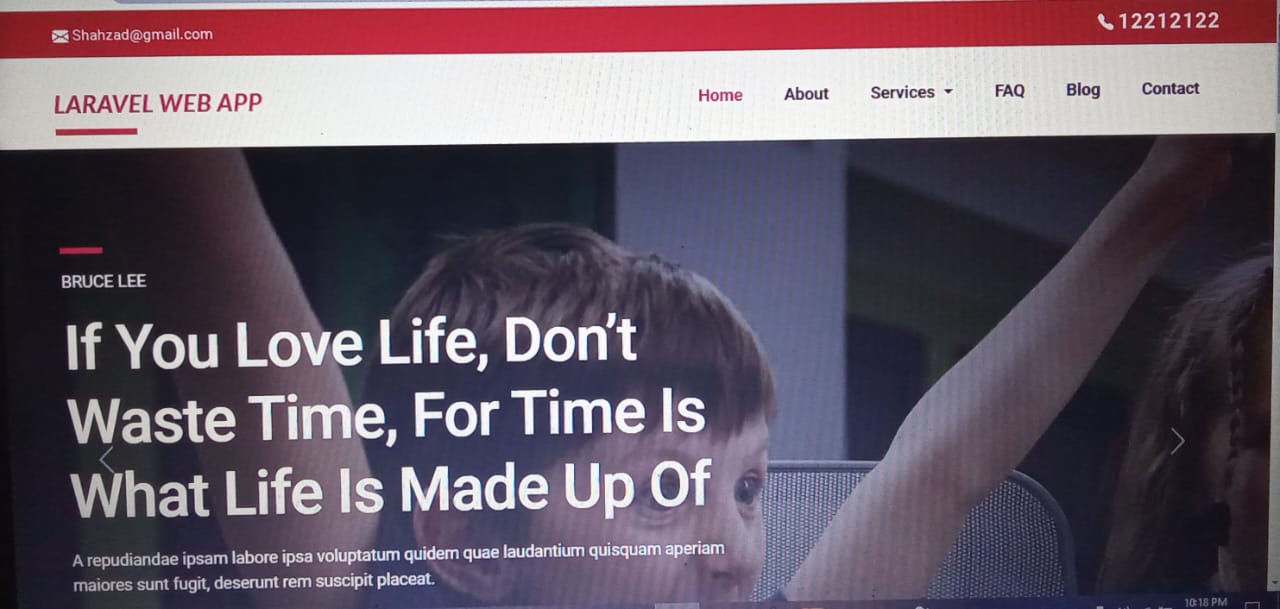 Shahzad@gmail.com
12212122
LARAVEL WEB APP
Home About Services FAQ Blog Contact
BRUCE LEE
If You Love Life, Don't
Waste Time, For Time Is
What Life Is Made Up Of
A repudiandae ipsam labore ipsa voluptatum quidem quae laudantium quisquam aperiam
maiores sunt fugit, deserunt rem suscipit placeat.
10:18 PM